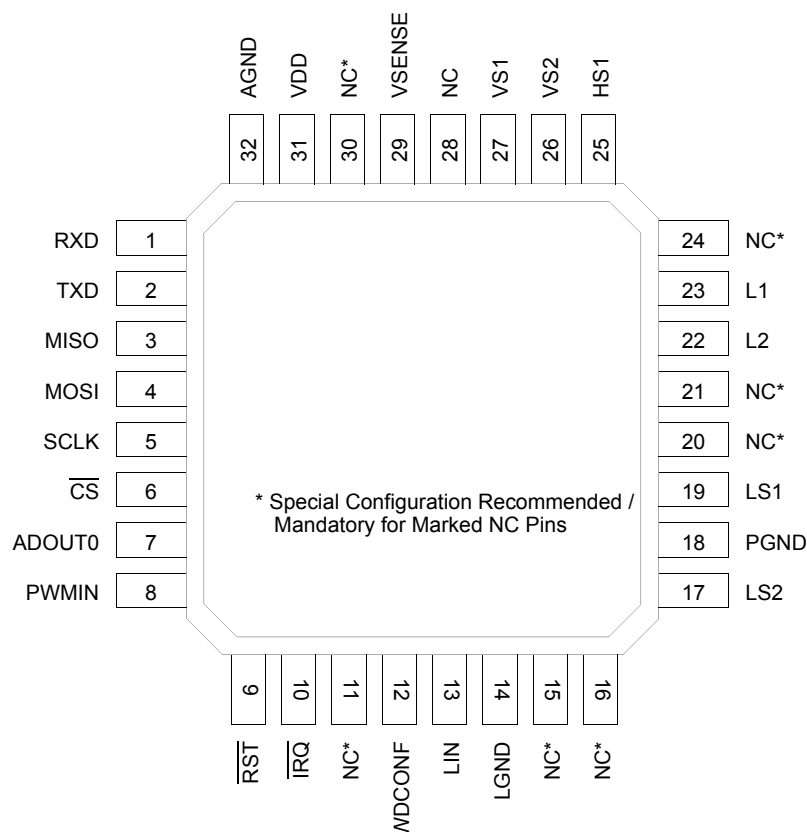 AGND
VDD
NC*
VSENSE
NC
VS1
VS2
HS1
32
31
30
29
28
27
26
25
RXD 1
TXD 2
MISO 3
MOSI 4
SCLK 5
CS 6
ADOUT0 7
PWMIN 8
24 NC*
23 L1
22 L2
21 NC*
20 NC*
19 LS1
18 PGND
17 LS2
* Special Configuration Recommended /
Mandatory for Marked NC Pins
9
10
11
12
13
14
15
16
RST
IRQ
NC*
WDCONF
LIN
LGND
NC*
NC*